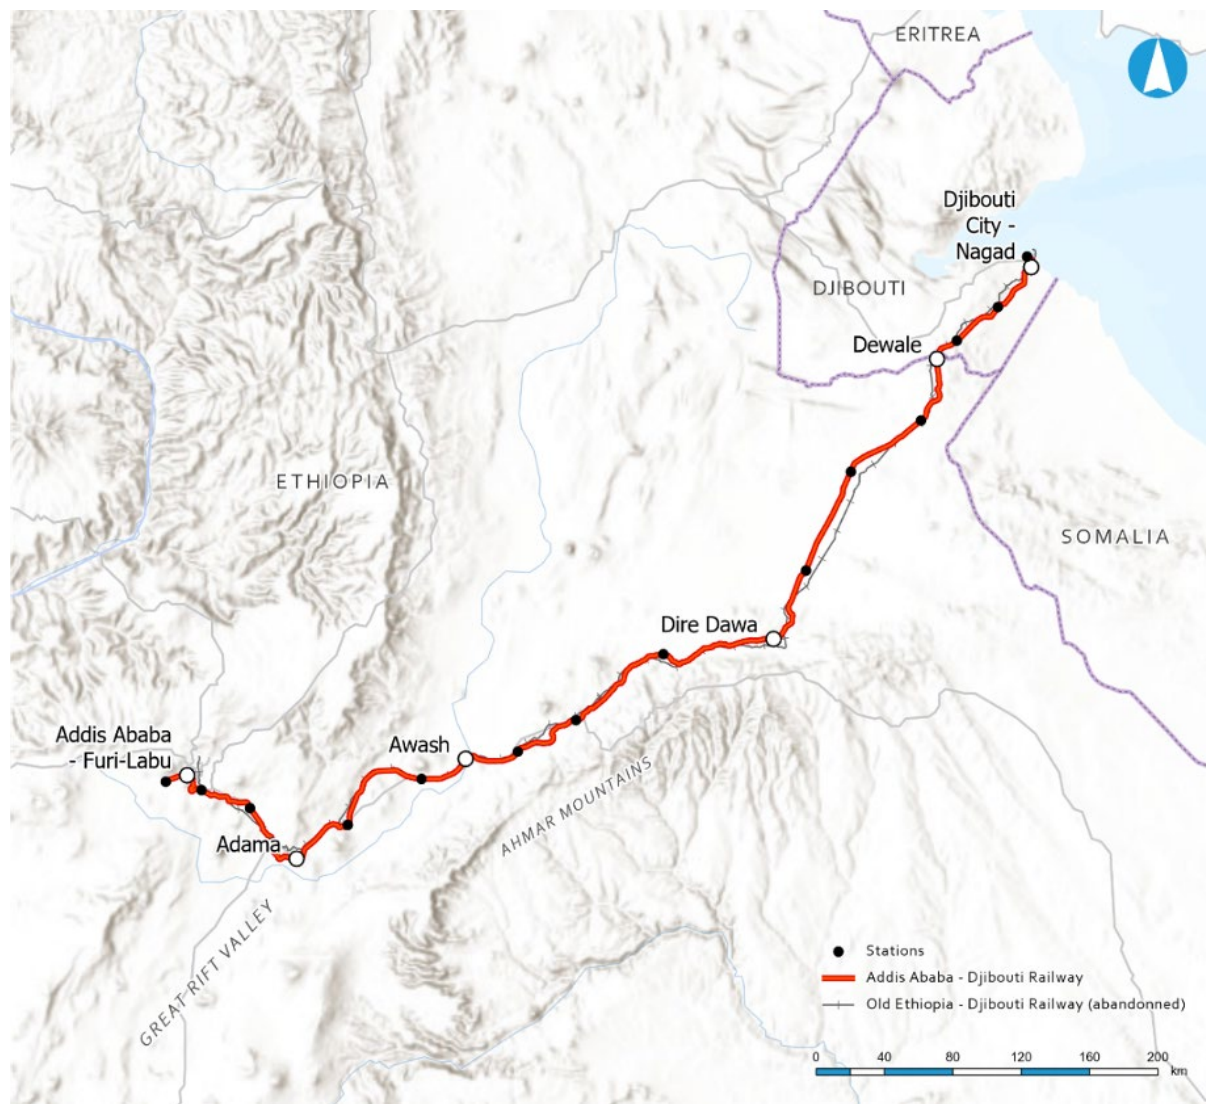 ERITREA
Djibouti
City -
Nagad
DJIBOUTI
Dewale
ETHIOPIA
SOMALIA
Dire Dawa
Addis Ababa
- Furi-Labu
Awash
Adama
AHMAR MOUNTAINS
GREAT RIFT VALLEY
Stations
Addis Ababa - Djibouti Railway
Old Ethiopia - Djibouti Railway (abandonned)
0 40 80 120 160 200
km